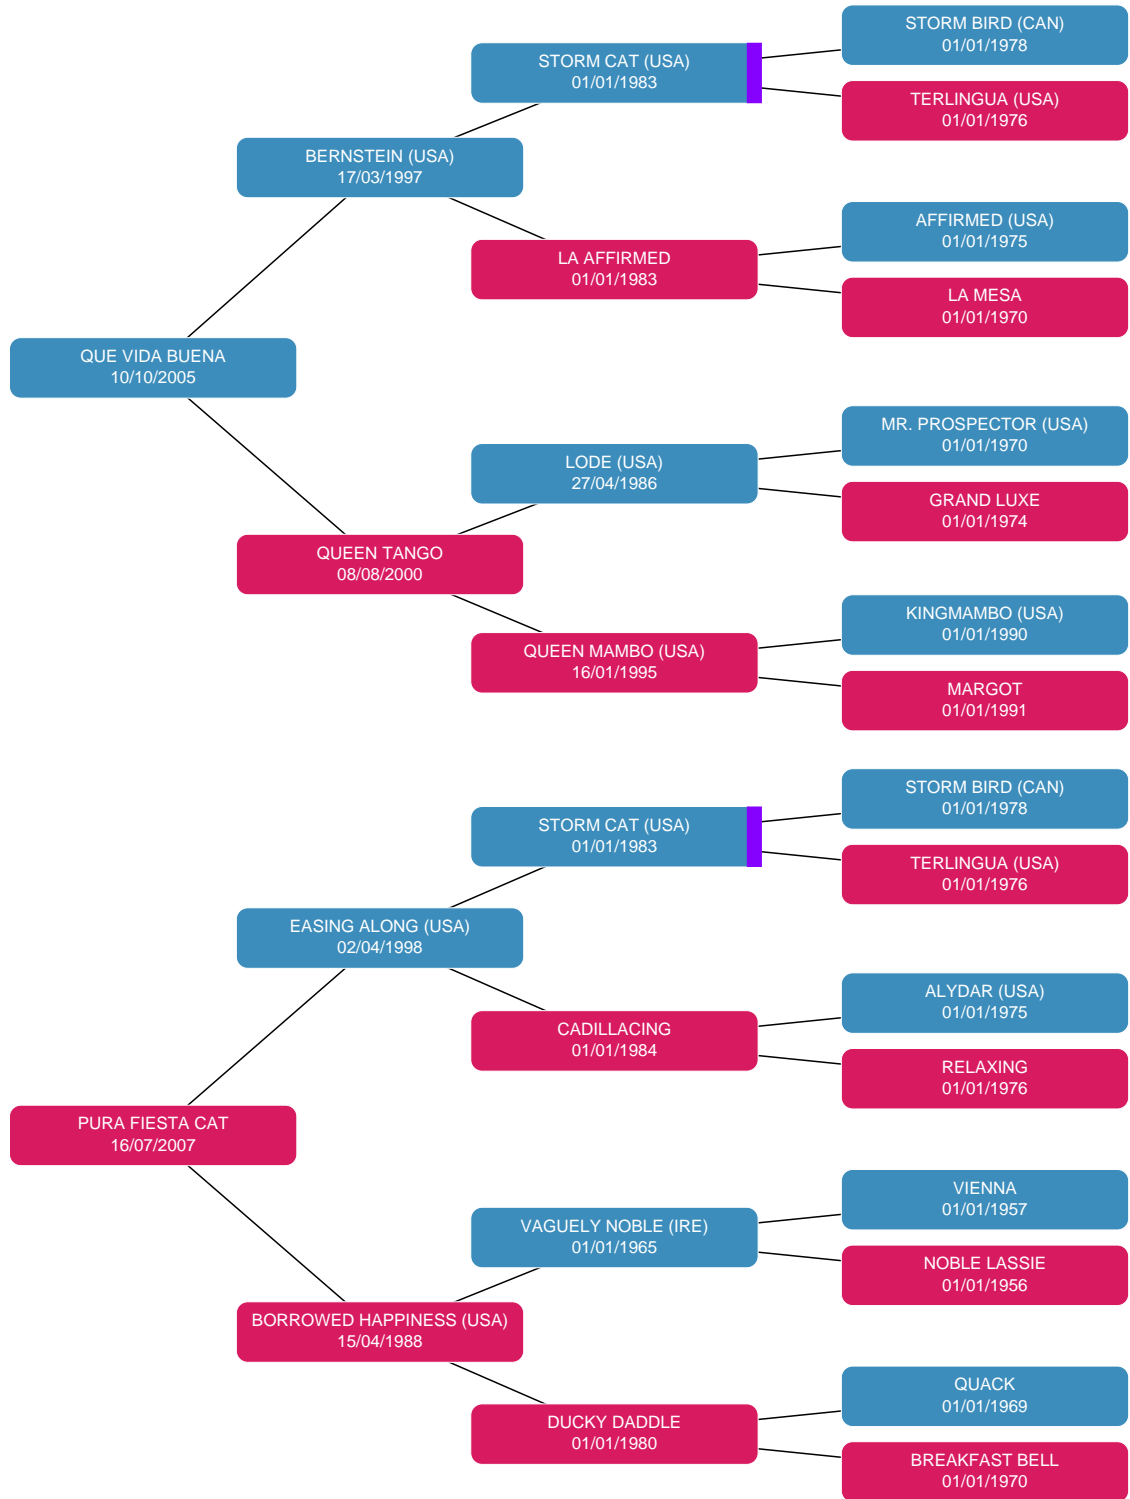 STORM BIRD (CAN)
01/01/1978
STORM CAT (USA)
01/01/1983
TERLINGUA (USA)
01/01/1976
BERNSTEIN (USA)
17/03/1997
AFFIRMED (USA)
01/01/1975
LA AFFIRMED
01/01/1983
LA MESA
01/01/1970
QUE VIDA BUENA
10/10/2005
MR. PROSPECTOR (USA)
01/01/1970
LODE (USA)
27/04/1986
GRAND LUXE
01/01/1974
QUEEN TANGO
08/08/2000
KINGMAMBO (USA)
01/01/1990
QUEEN MAMBO (USA)
16/01/1995
MARGOT
01/01/1991
STORM BIRD (CAN)
01/01/1978
STORM CAT (USA)
01/01/1983
TERLINGUA (USA)
01/01/1976
EASING ALONG (USA)
02/04/1998
ALYDAR (USA)
01/01/1975
CADILLACING
01/01/1984
RELAXING
01/01/1976
PURA FIESTA CAT
16/07/2007
VIENNA
01/01/1957
VAGUELY NOBLE (IRE)
01/01/1965
NOBLE LASSIE
01/01/1956
BORROWED HAPPINESS (USA)
15/04/1988
QUACK
01/01/1969
DUCKY DADDLE
01/01/1980
BREAKFAST BELL
01/01/1970